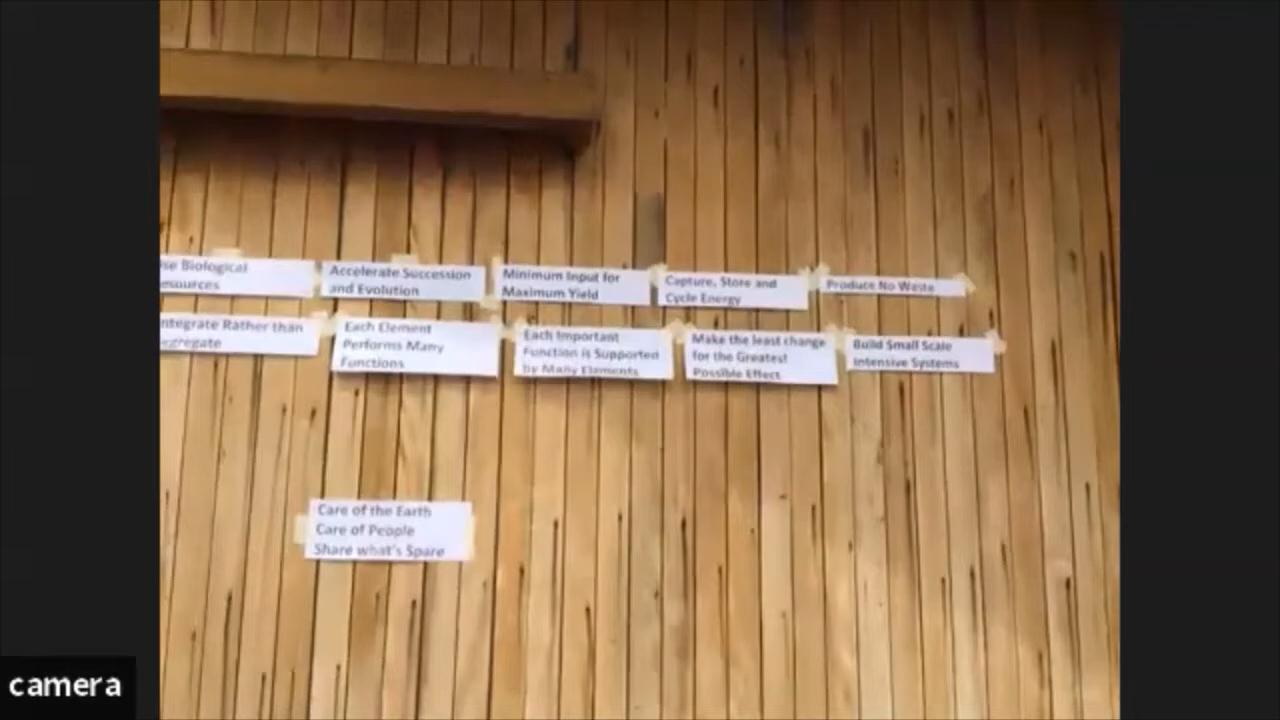 se Biological
esources
Accelerate Succession
and Evolution
Minimum Input for
Maximum Yield
Capture, Store and
Cycle Energy
Produce No Waste
ntegrate Rather than
egregate
Each Element
Performs Many
Functions
Each Important
Function is Supported
by Many Elements
Make the least change
for the Greatest
Possible Effect
Build Small Scale
Intensive Systems
Care of the Earth
Care of People
Share what's Spare
camera